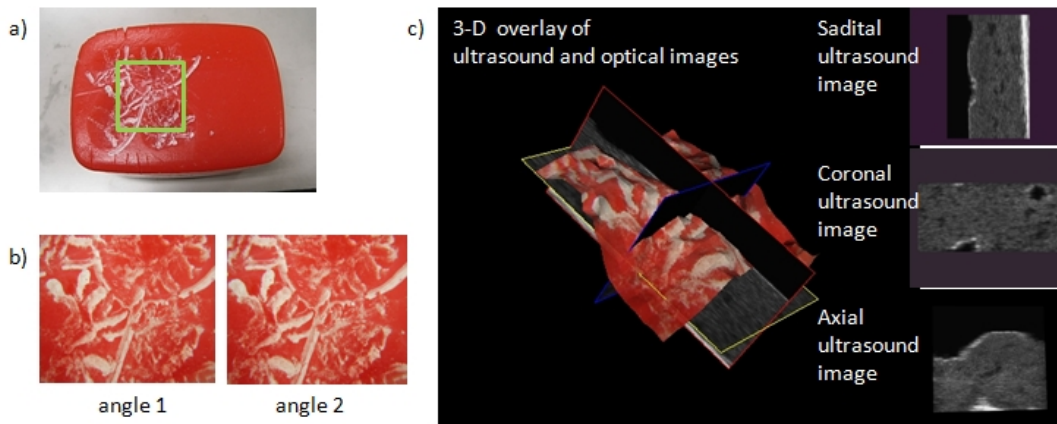 a)
b)
angle 1
angle 2
c)
3-D overlay of
ultrasound and optical images
Sadital
ultrasound
image
Coronal
ultrasound
image
Axial
ultrasound
image